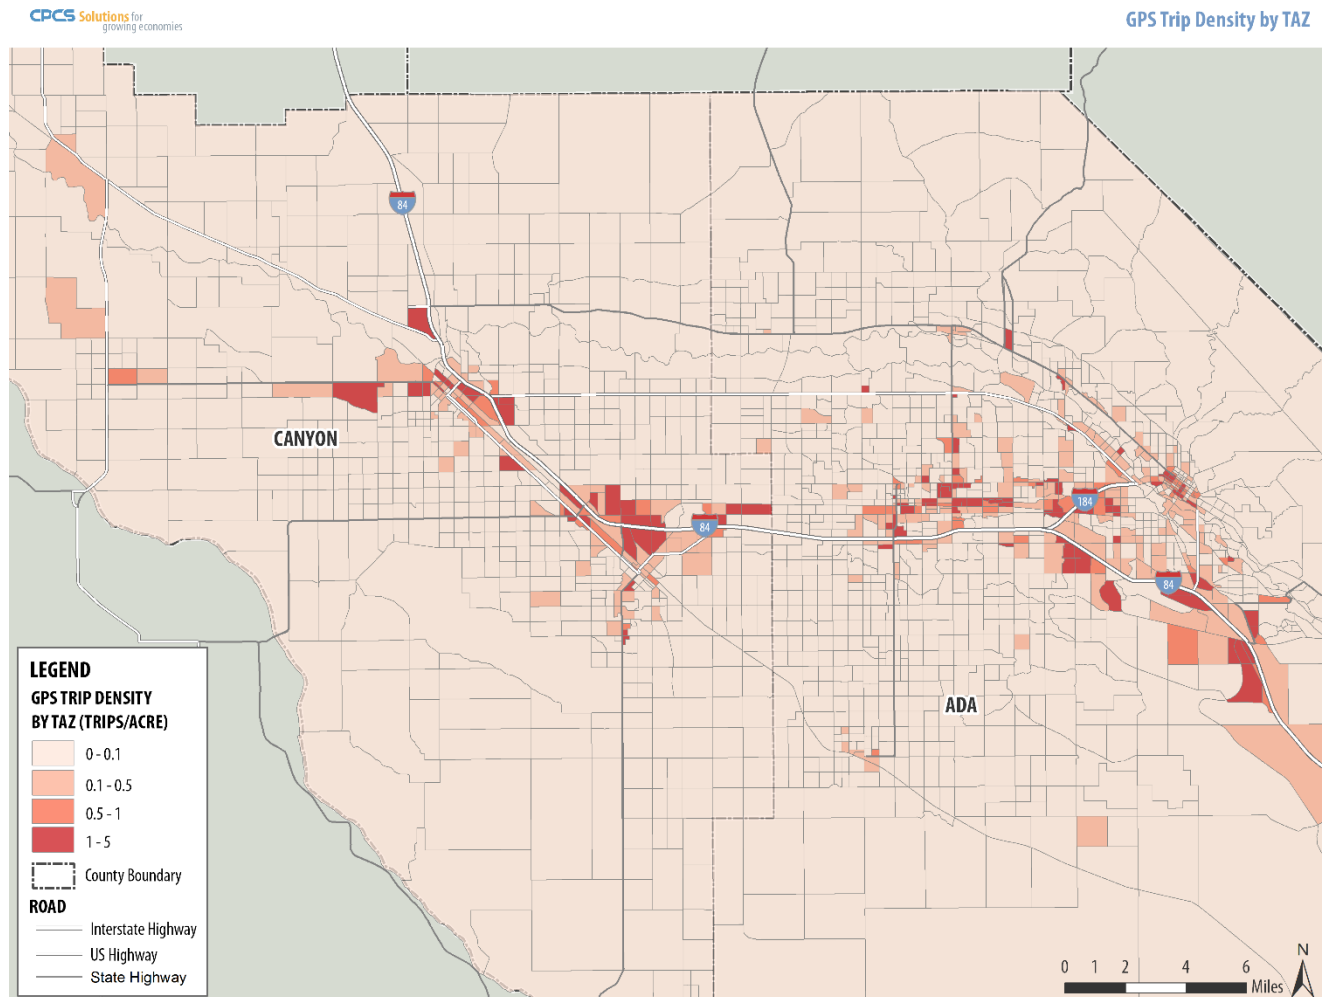 CPCS Solutions for
growing economies
GPS Trip Density by TAZ
84
CANYON
184
84
84
ADA
LEGEND
GPS TRIP DENSITY
BY TAZ (TRIPS/ACRE)
0 - 0.1
0.1 - 0.5
0.5 - 1
1 - 5
County Boundary
ROAD
Interstate Highway
US Highway
State Highway
N
0 1 2 4 6
Miles